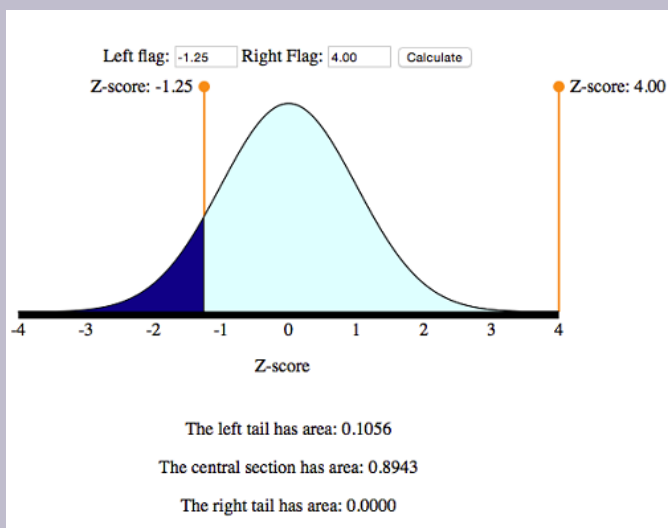 Left flag: -1.25 Right Flag: 4.00 Calculate
Z-score: -1.25 Z-score: 4.00
-4 -3 -2 -1 0 1 2 3 4
Z-score
The left tail has area: 0.1056
The central section has area: 0.8943
The right tail has area: 0.0000